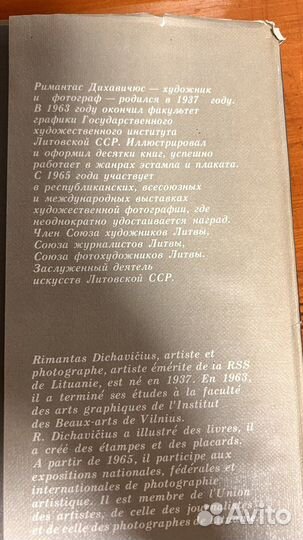 Римантас Дихавичюс — художник
и фотограф — родился в 1937 году.
В 1963 году окончил факультет
графики Государственного
художественного института
Литовской ССР. Иллюстрировал
и оформил десятки книг, успешно
работает в жанрах эстампа и плаката.
С 1965 года участвует
в республиканских, всесоюзных
и международных выставках
художественной фотографии, где
неоднократно удостаивается наград.
Член Союза художников Литвы,
Союза журналистов Литвы,
Союза фотохудожников Литвы.
Заслуженный деятель
искусств Литовской ССР.
Rimantas Dichavičius, artiste et
photographe, artiste émérite de la RSS
de Lituanie, est né en 1937. En 1963,
il a terminé ses études à la faculté
des arts graphiques de l'Institut
des Beaux-arts de Vilnius.
R. Dichavičius a illustré des livres, il
a créé des étampes et des placards.
A partir de 1965, il participe aux
expositions nationales, fédérales et
internationales de photographie
artistique. Il est membre de l'Union
des artistes, de celle des
et de celle des photographes
Avito